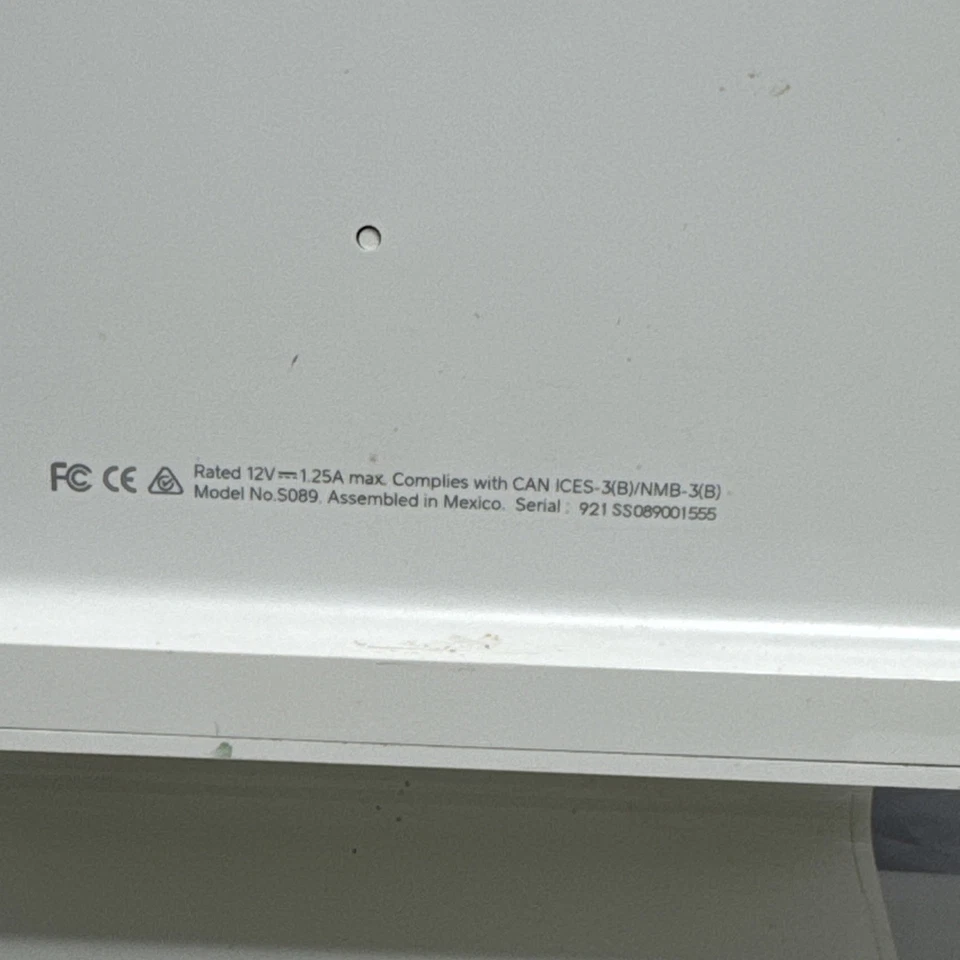 FC CE Rated 12V⎓1.25A max. Complies with CAN ICES-3(B)/NMB-3(B)
Model No.S089. Assembled in Mexico. Serial : 921 SS089001555